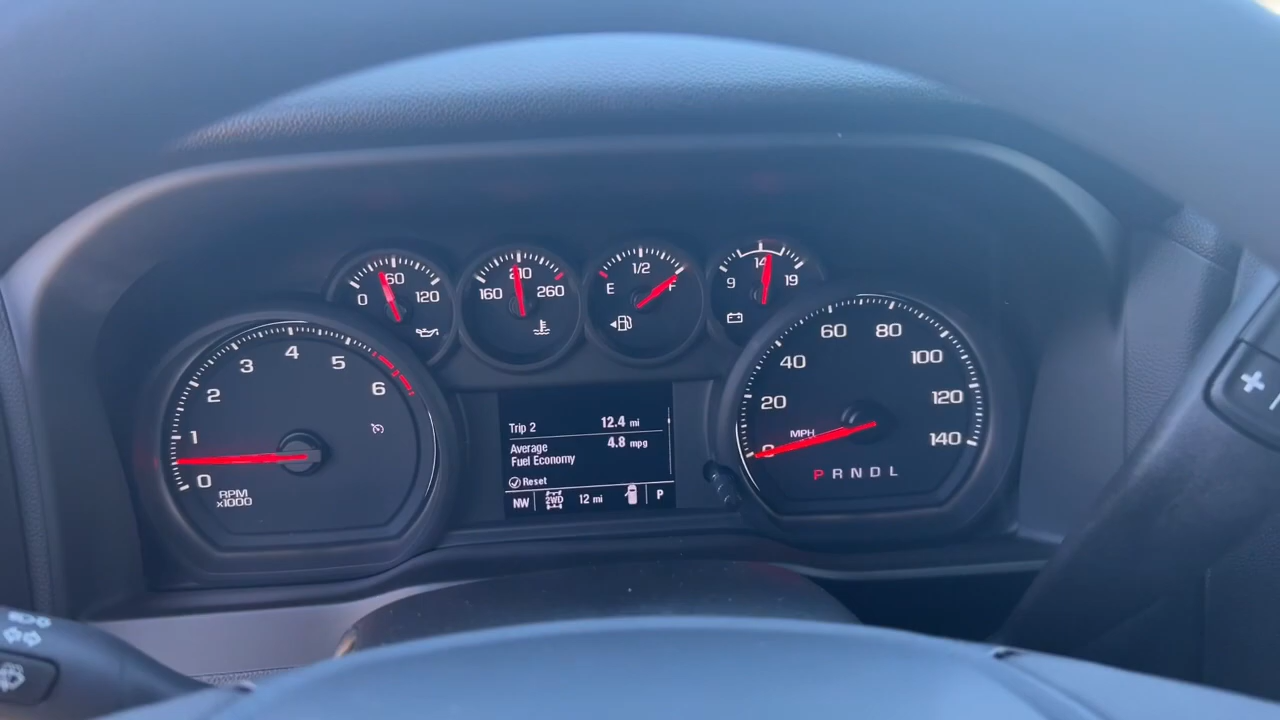 0 60 120
160 210 260
E 1/2 F
9 14 19
0 1 2 3 4 5 6
RPM
x1000
Trip 2 12.4 mi
Average 4.8 mpg
Fuel Economy
Reset
NW 2WD 12 mi P
0 20 40 60 80 100 120 140
MPH
P R N D L
+